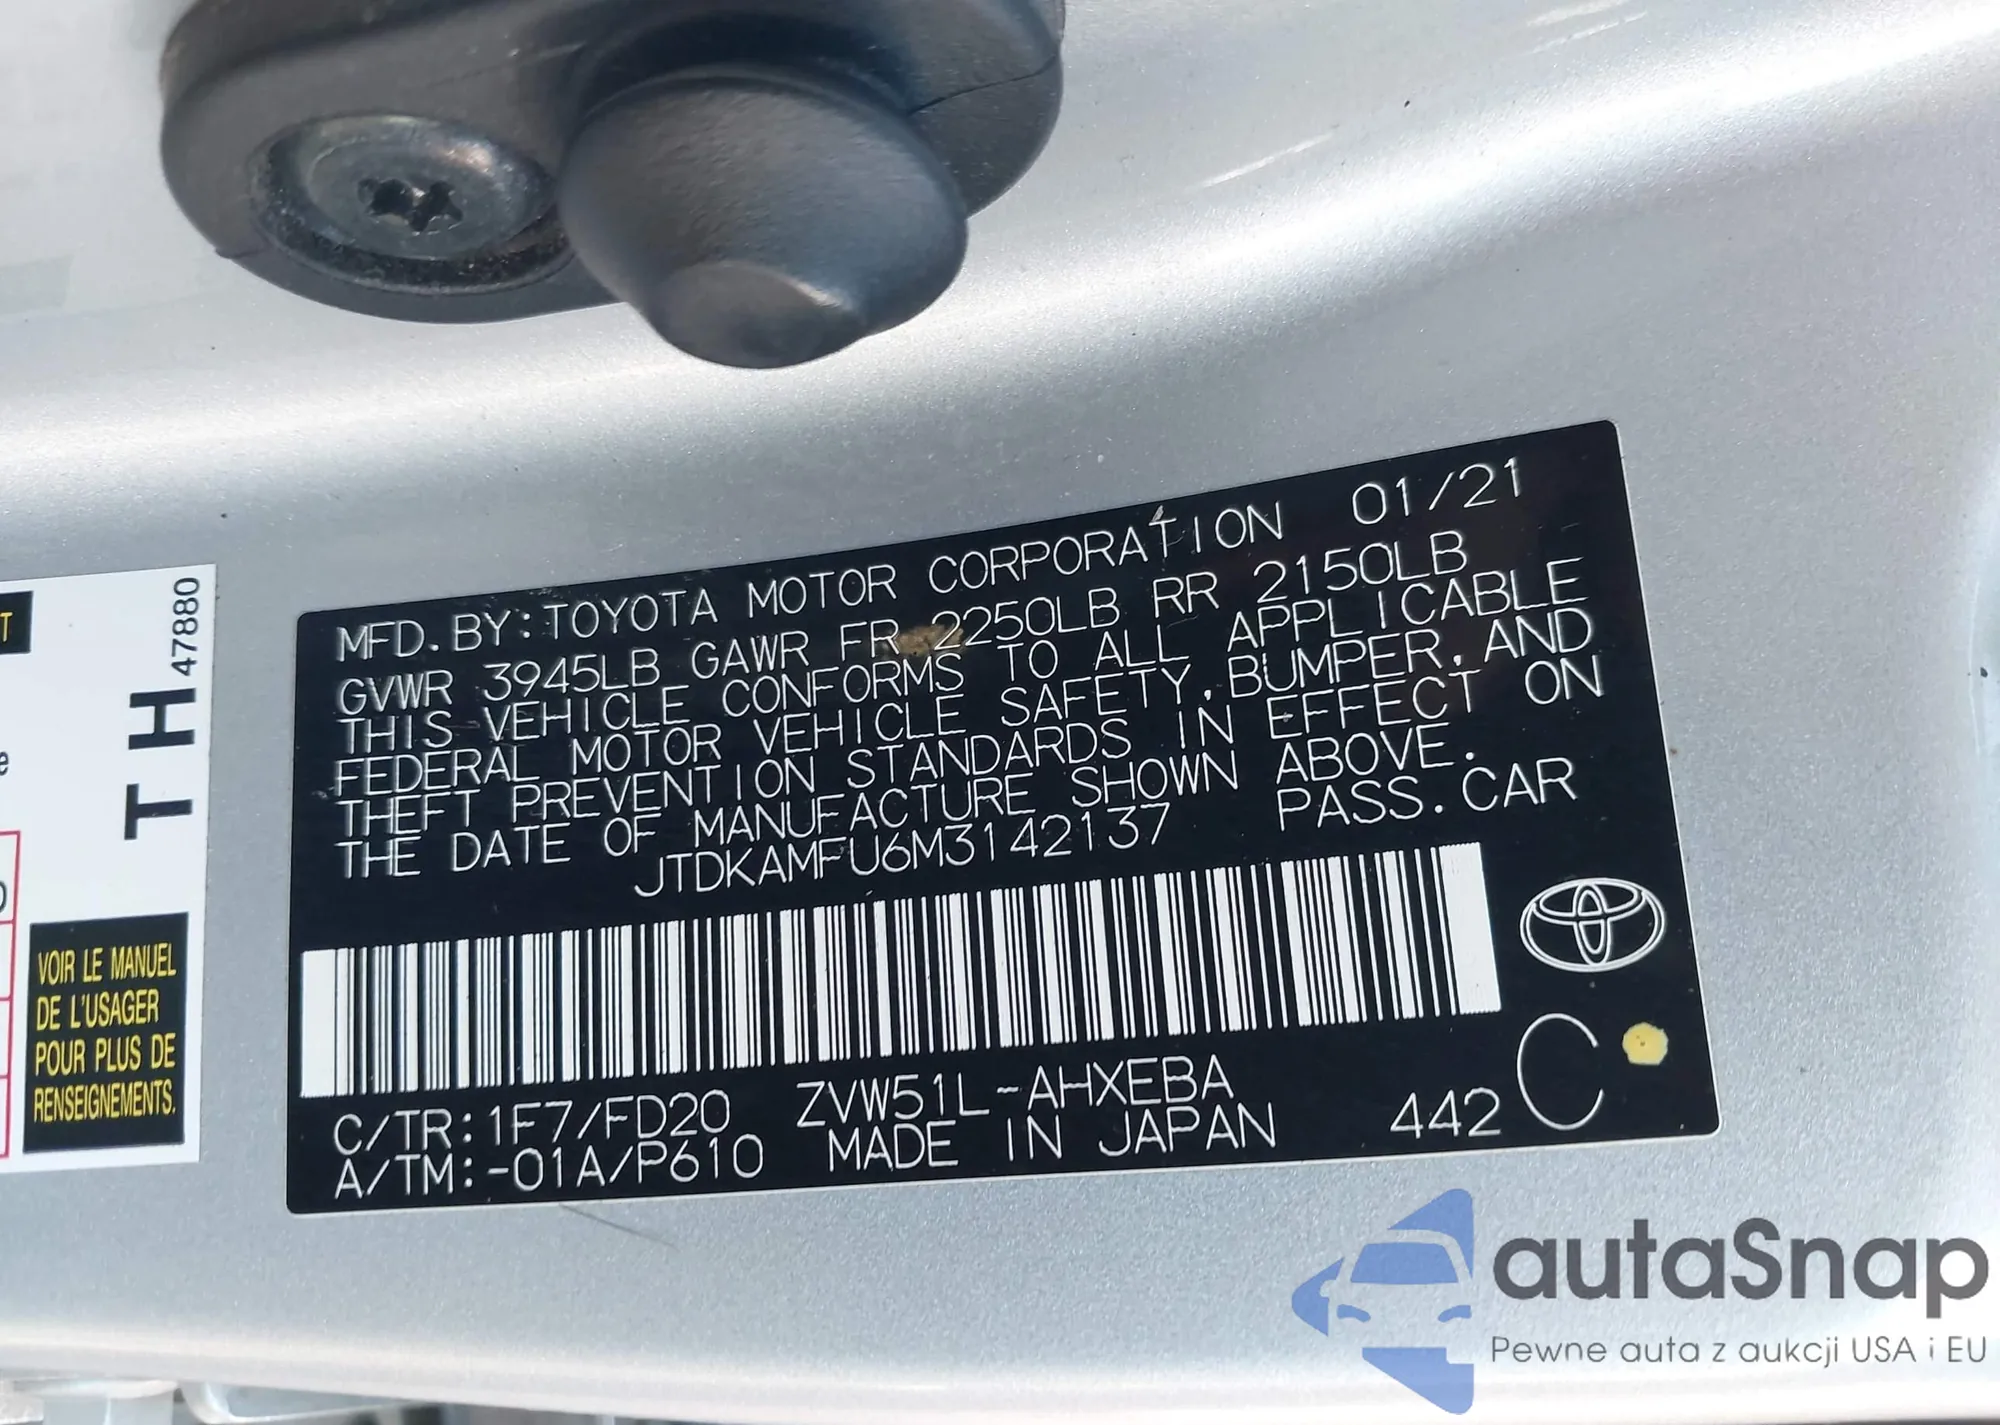 MFD. BY: TOYOTA MOTOR CORPORATION 01/21
GVWR 3945LB GAWR FR 2250LB RR 2150LB
THIS VEHICLE CONFORMS TO ALL APPLICABLE
FEDERAL MOTOR VEHICLE SAFETY, BUMPER, AND
THEFT PREVENTION STANDARDS IN EFFECT ON
THE DATE OF MANUFACTURE SHOWN ABOVE.
JTDKAMFU6M3142137 PASS. CAR
C/TR: 1F7/FD20 ZVW51L-AHXEBA
A/TM: -01A/P610 MADE IN JAPAN 442 C
T
TH 47880
e
VOIR LE MANUEL
DE L'USAGER
POUR PLUS DE
RENSEIGNEMENTS.
autaSnap
Pewne auta z aukcji USA i EU